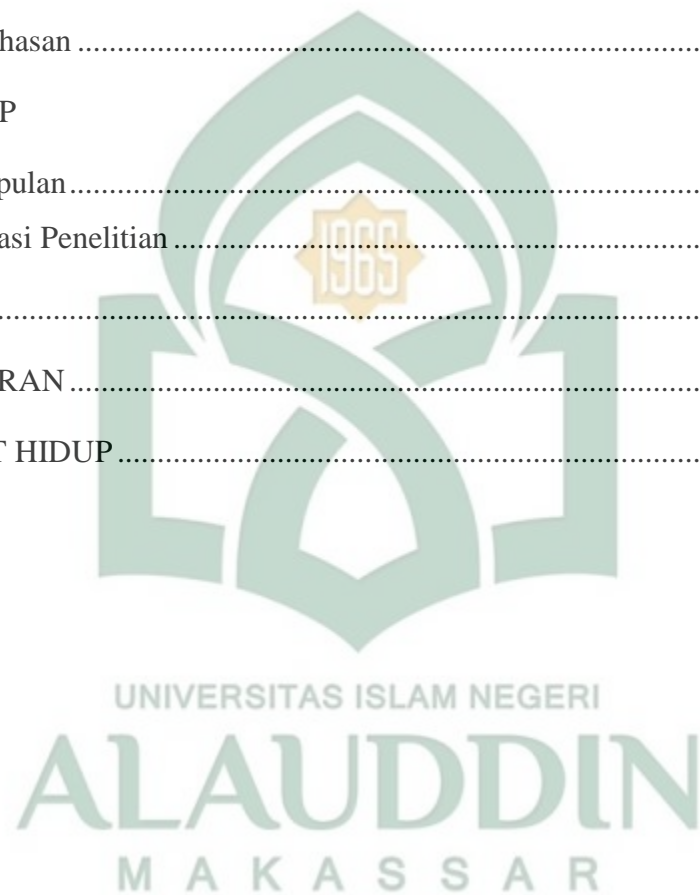 hasan ........................................................................................
P
pulan........................................................................................
asi Penelitian ........................................................................
1965
........................................................................................
RAN ........................................................................................
T HIDUP ................................................................................
UNIVERSITAS ISLAM NEGERI
ALAUDDIN
MAKASSAR